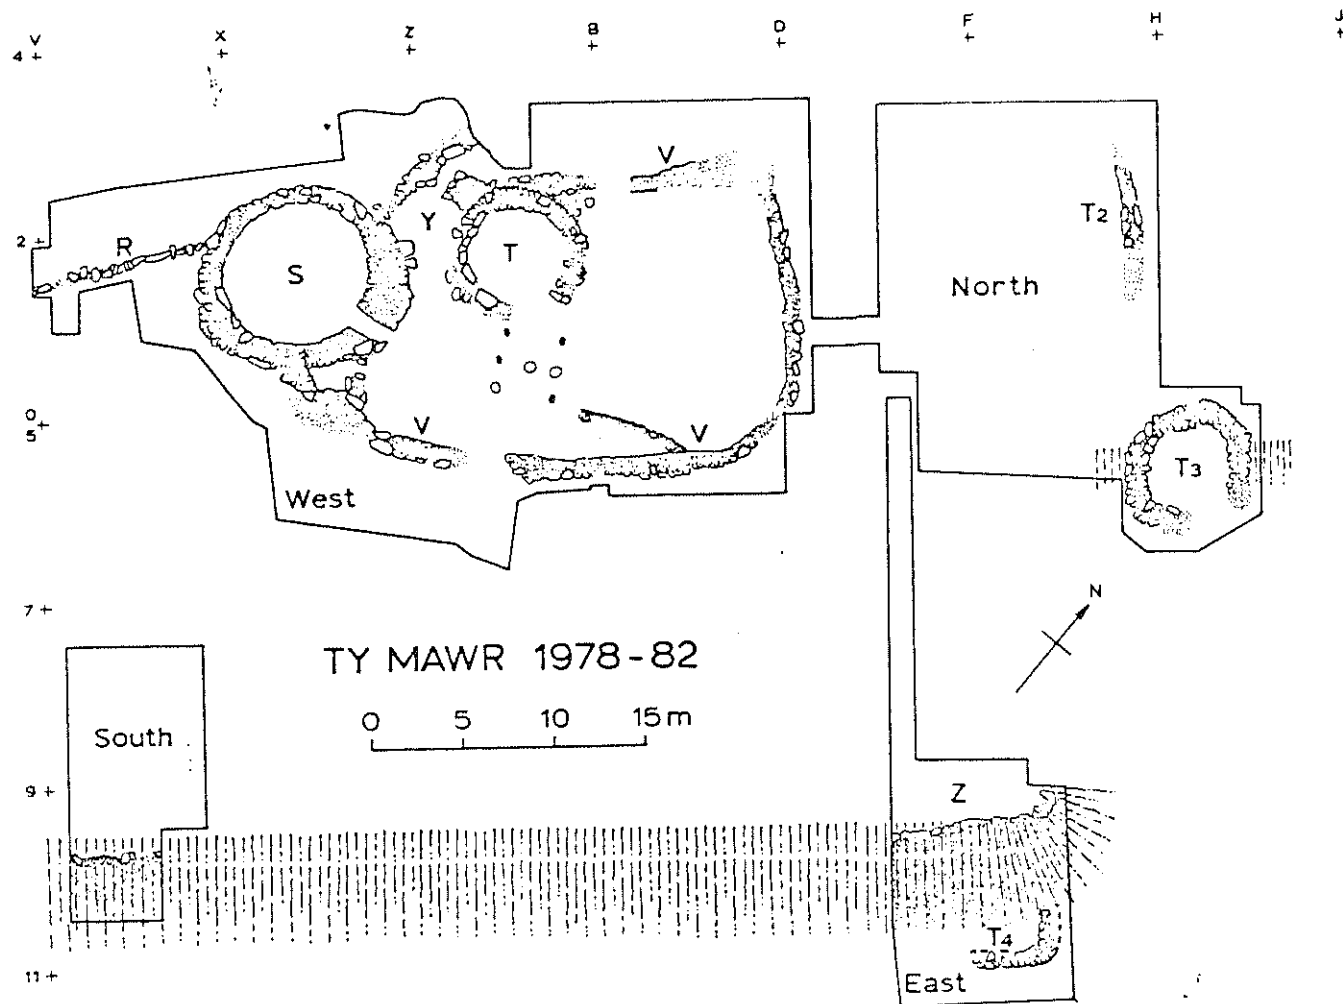 V X Z B D F H J
4
V
2 R S Y T T2
North
0
5
V V T3
West
N
7
TY MAWR 1978-82
0 5 10 15m
South
9 Z
T4
11 East